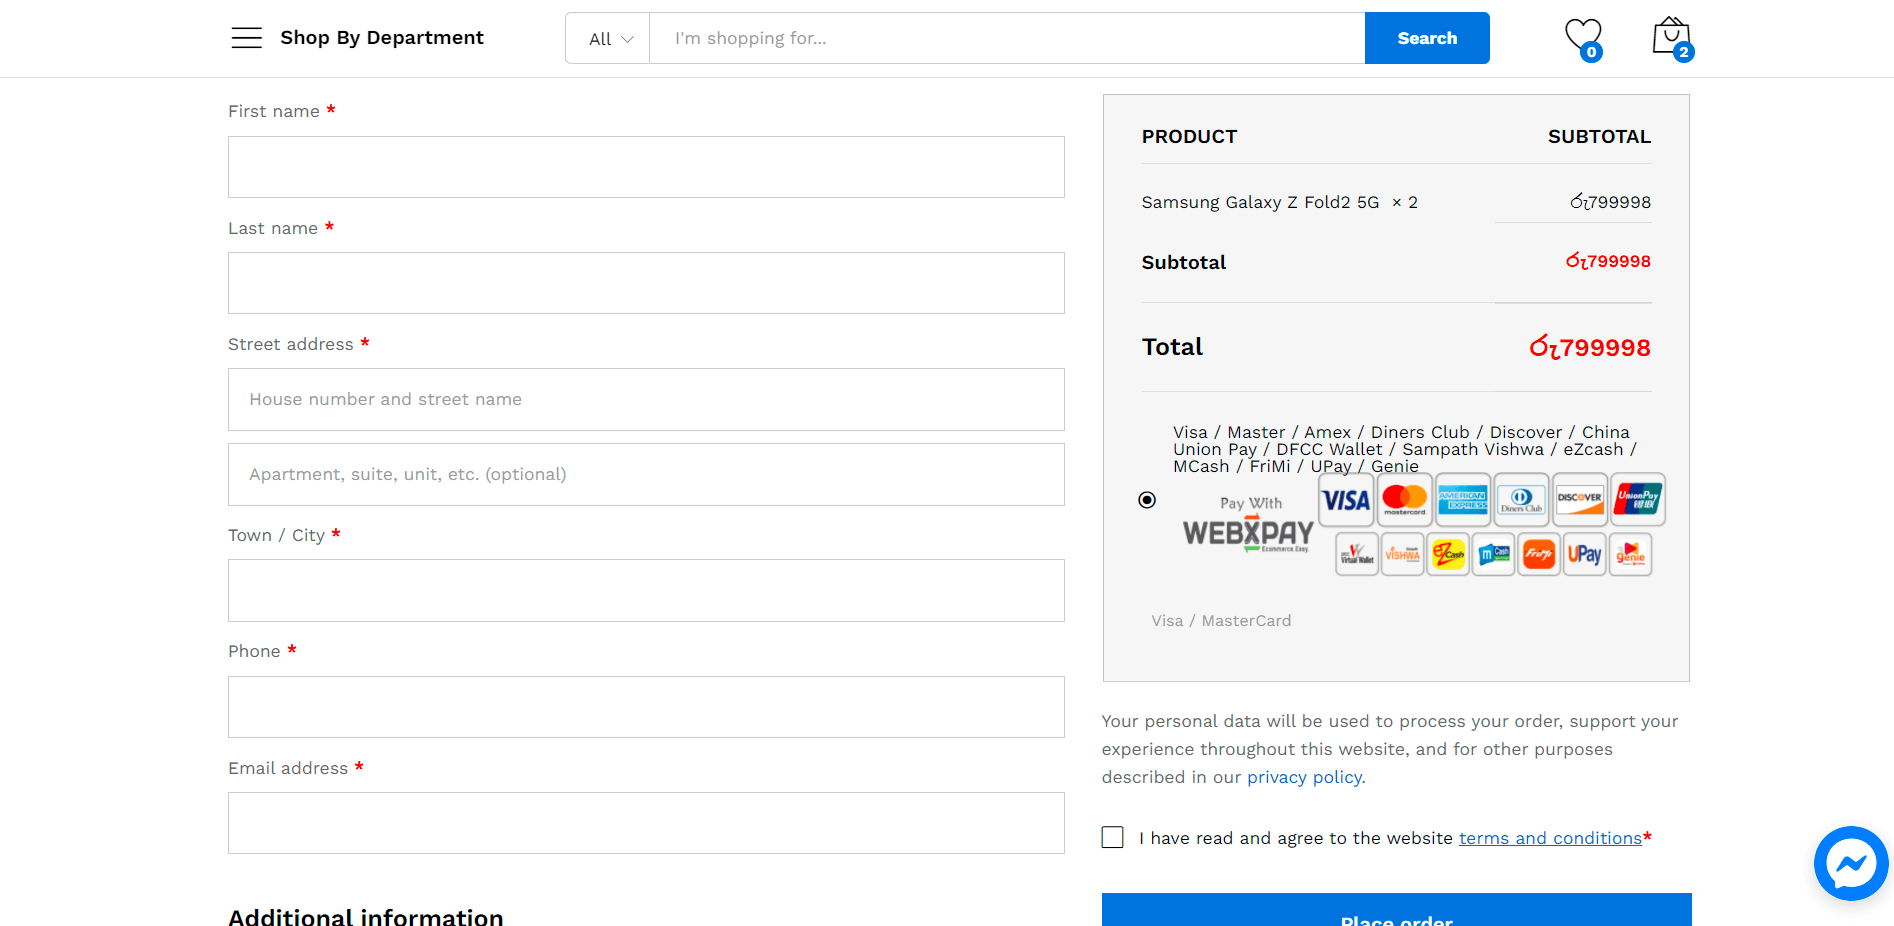 Shop By Department
All
I'm shopping for...
Search
0
2
First name *
Last name *
Street address *
House number and street name
Apartment, suite, unit, etc. (optional)
Town / City *
Phone *
Email address *
Additional information
PRODUCT SUBTOTAL
Samsung Galaxy Z Fold2 5G × 2 රු799998
Subtotal රු799998
Total රු799998
Visa / Master / Amex / Diners Club / Discover / China
Union Pay / DFCC Wallet / Sampath Vishwa / eZcash /
MCash / FriMi / UPay / Genie
Pay With
WEBXPAY
Ecommerce. Easy
VISA mastercard AMERICAN EXPRESS Diners Club DISCOVER UnionPay 银联
Virtual Wallet VISHWA eZ Cash mCash FriMi UPay genie
Visa / MasterCard
Your personal data will be used to process your order, support your
experience throughout this website, and for other purposes
described in our privacy policy.
I have read and agree to the website terms and conditions*
Place order